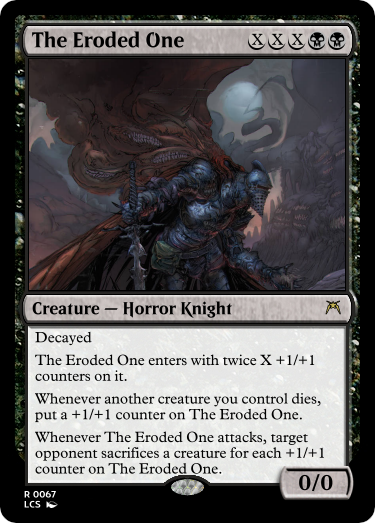 The Eroded One XXX
Creature — Horror Knight
Decayed
The Eroded One enters with twice X +1/+1
counters on it.
Whenever another creature you control dies,
put a +1/+1 counter on The Eroded One.
Whenever The Eroded One attacks, target
opponent sacrifices a creature for each +1/+1
counter on The Eroded One.
0/0
R 0067
LCS